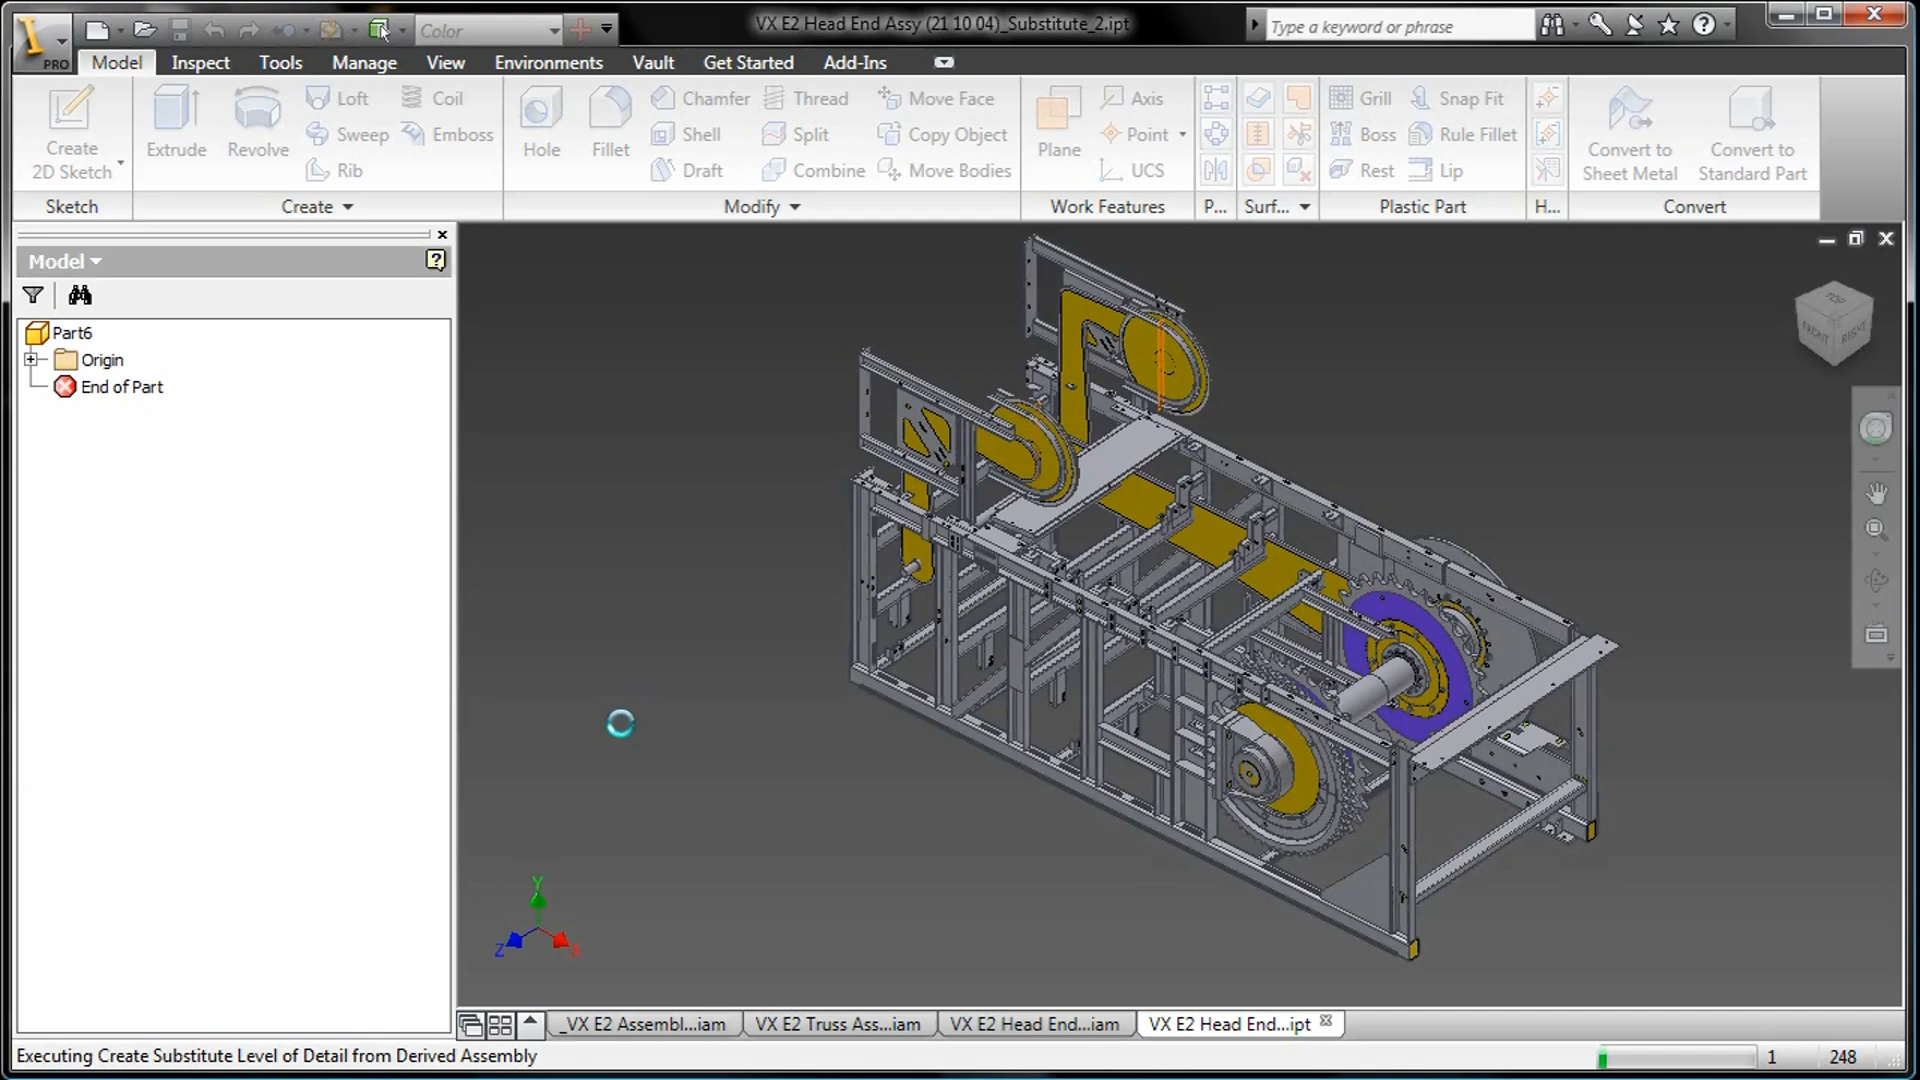 VX E2 Head End Assy (21 10 04)_Substitute_2.ipt
Color
Type a keyword or phrase
PRO
Model Inspect Tools Manage View Environments Vault Get Started Add-Ins
Create
2D Sketch
Extrude
Revolve
Loft
Sweep
Rib
Coil
Emboss
Hole
Fillet
Chamfer
Shell
Draft
Thread
Split
Combine
Move Face
Copy Object
Move Bodies
Plane
Axis
Point
UCS
Grill
Boss
Rest
Snap Fit
Rule Fillet
Lip
Convert to
Sheet Metal
Convert to
Standard Part
Sketch
Create
Modify
Work Features
P...
Surf...
Plastic Part
H...
Convert
Model
Part6
Origin
End of Part
TOP
FRONT
RIGHT
Y
Z
X
_VX E2 Assembl...iam
VX E2 Truss Ass...iam
VX E2 Head End...iam
VX E2 Head End...ipt
Executing Create Substitute Level of Detail from Derived Assembly
1
248